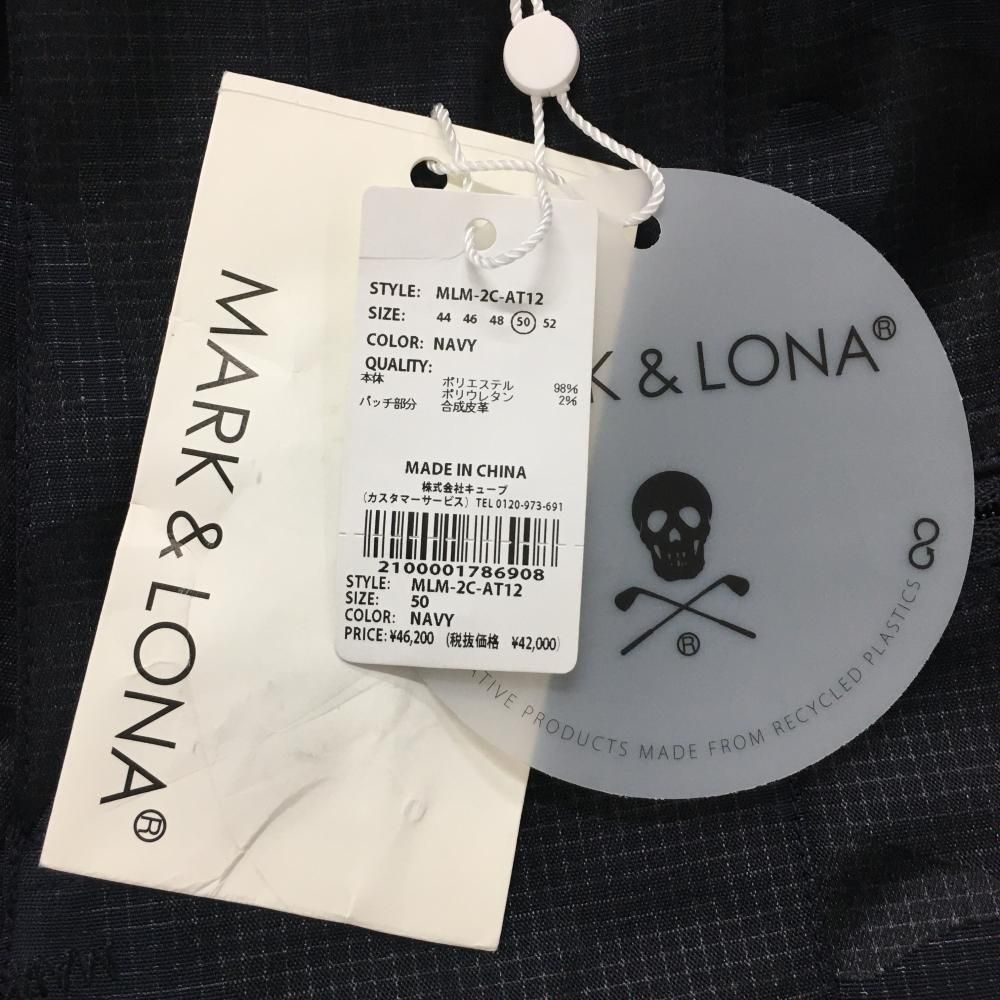 MARK & LONA®
STYLE: MLM-2C-AT12
SIZE: 44 46 48 50 52
COLOR: NAVY
QUALITY:
本体 ポリエステル 98%
ポリウレタン 2%
パッチ部分 合成皮革
MADE IN CHINA
株式会社キューブ
(カスタマーサービス) TEL 0120-973-691
2100001786908
STYLE: MLM-2C-AT12
SIZE: 50
COLOR: NAVY
PRICE: ¥46,200 (税抜価格 ¥42,000)
K & LONA®
®
ATIVE PRODUCTS MADE FROM RECYCLED PLASTICS